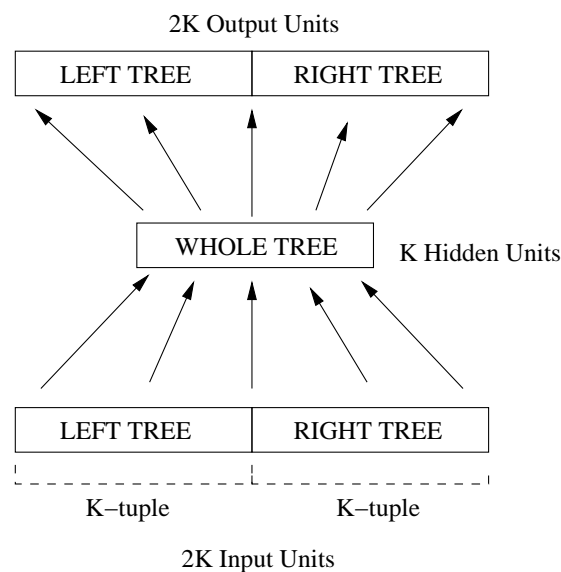 2K Output Units
LEFT TREE RIGHT TREE
WHOLE TREE
K Hidden Units
LEFT TREE RIGHT TREE
K−tuple K−tuple
2K Input Units